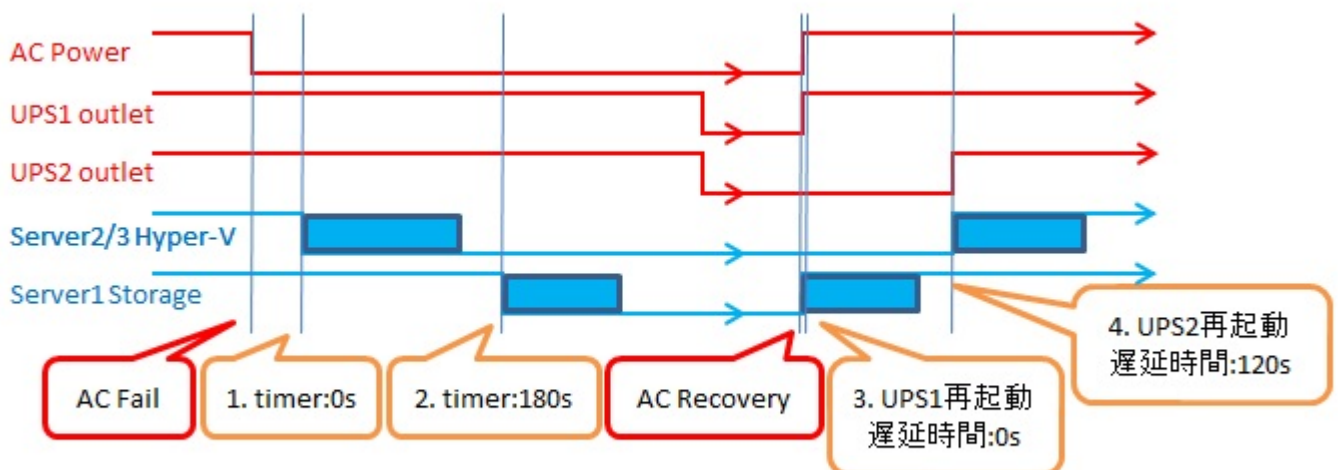 AC Power
UPS1 outlet
UPS2 outlet
Server2/3 Hyper-V
Server1 Storage
AC Fail
1. timer:0s
2. timer:180s
AC Recovery
3. UPS1再起動
遅延時間:0s
4. UPS2再起動
遅延時間:120s